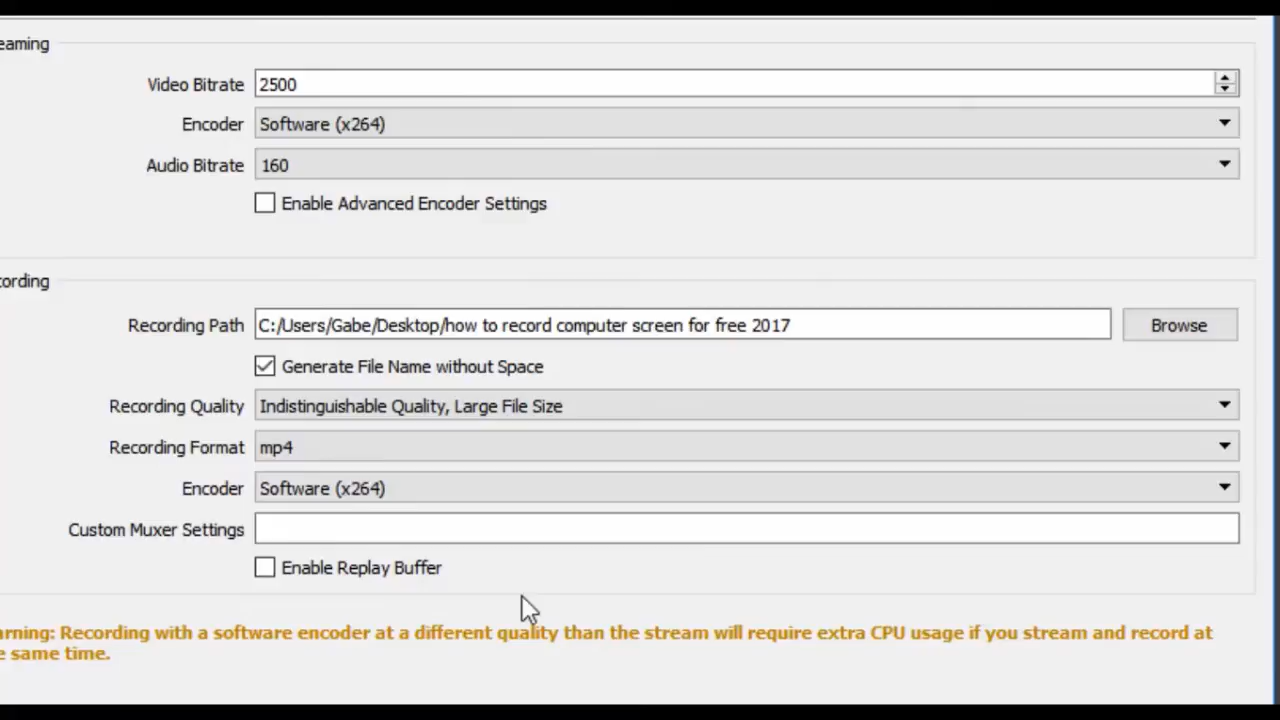 eaming
Video Bitrate 2500
Encoder Software (x264)
Audio Bitrate 160
Enable Advanced Encoder Settings
cording
Recording Path C:/Users/Gabe/Desktop/how to record computer screen for free 2017 Browse
Generate File Name without Space
Recording Quality Indistinguishable Quality, Large File Size
Recording Format mp4
Encoder Software (x264)
Custom Muxer Settings
Enable Replay Buffer
arning: Recording with a software encoder at a different quality than the stream will require extra CPU usage if you stream and record at
e same time.